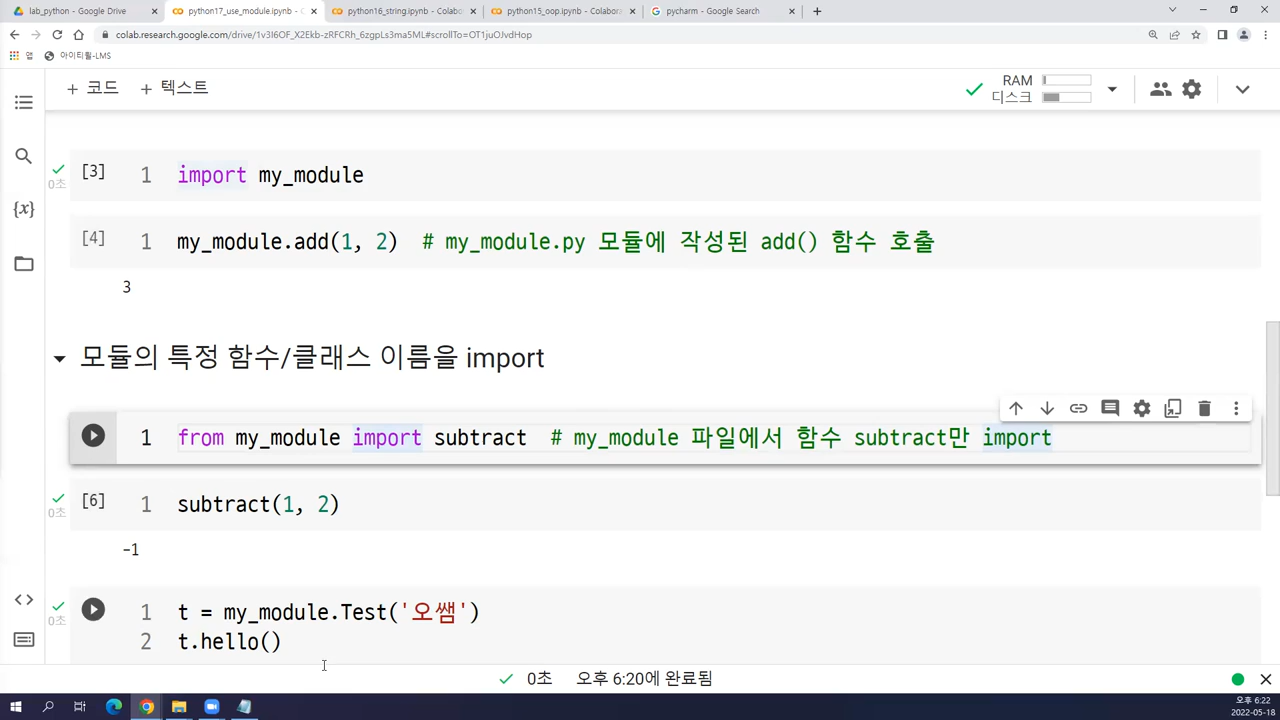 lab_python - Google Drive
python17_use_module.ipynb - C
python16_string.ipynb - Colabora
python15_oop.ipynb - Colaborato
pycharm - Google Search
colab.research.google.com/drive/1v3I6OF_X2Ekb-zRFCRh_6zgpLs3ma5ML#scrollTo=OT1juOJvdHop
앱
아이티윌-LMS
+ 코드
+ 텍스트
RAM
디스크
[3]
0초
1 import my_module
[4]
1 my_module.add(1, 2) # my_module.py 모듈에 작성된 add() 함수 호출
3
모듈의 특정 함수/클래스 이름을 import
1 from my_module import subtract # my_module 파일에서 함수 subtract만 import
[6]
0초
1 subtract(1, 2)
-1
0초
1 t = my_module.Test('오쌤')
2 t.hello()
0초 오후 6:20에 완료됨
오후 6:22
2022-05-18